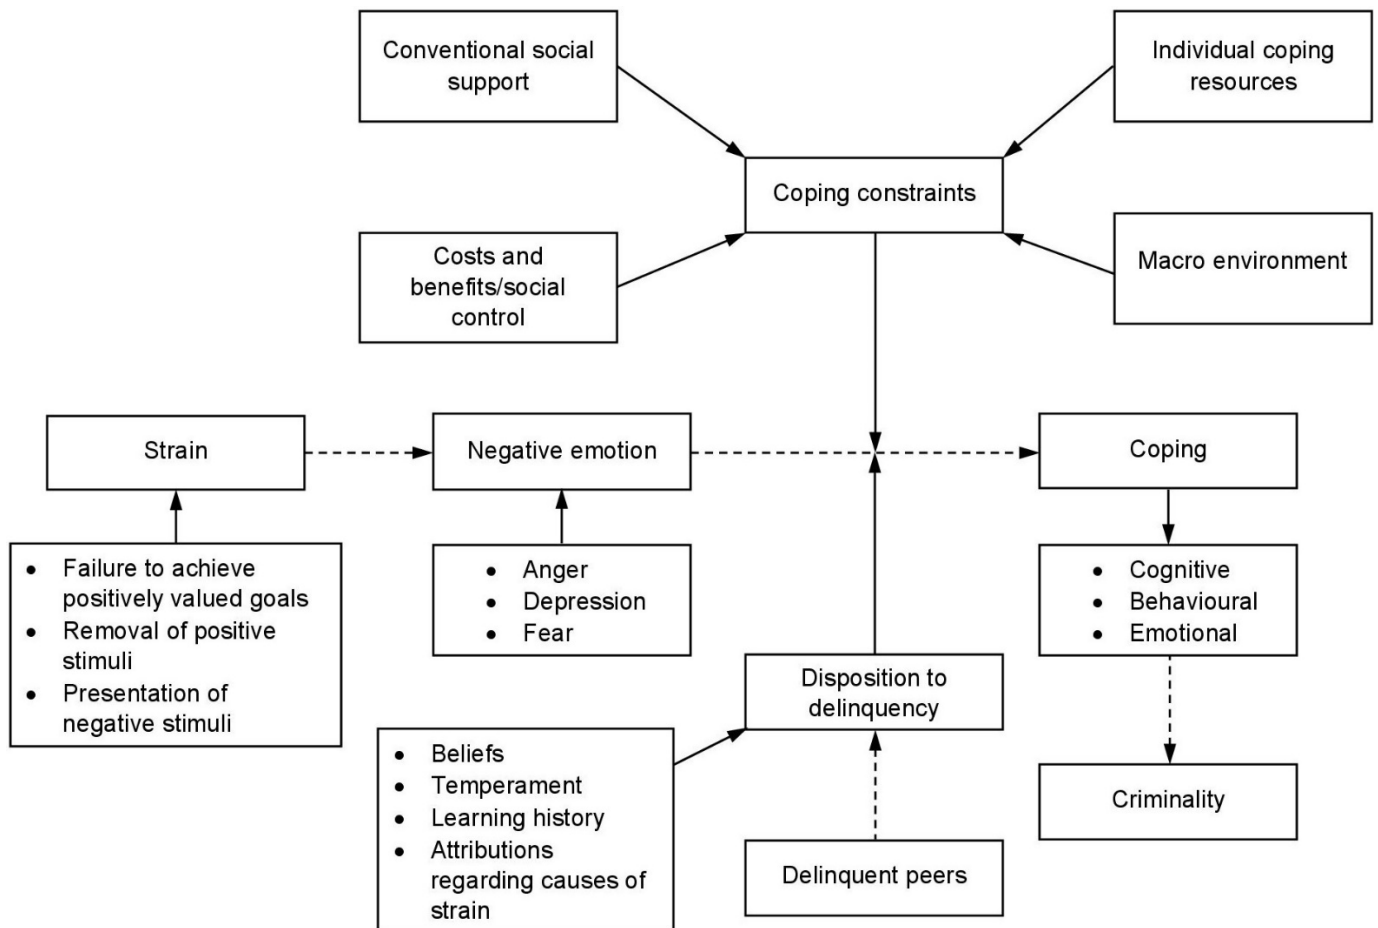 Conventional social
support
Individual coping
resources
Coping constraints
Costs and
benefits/social
control
Macro environment
Strain
Negative emotion
Coping
• Failure to achieve
positively valued goals
• Removal of positive
stimuli
• Presentation of
negative stimuli
• Anger
• Depression
• Fear
• Cognitive
• Behavioural
• Emotional
Disposition to
delinquency
• Beliefs
• Temperament
• Learning history
• Attributions
regarding causes of
strain
Delinquent peers
Criminality